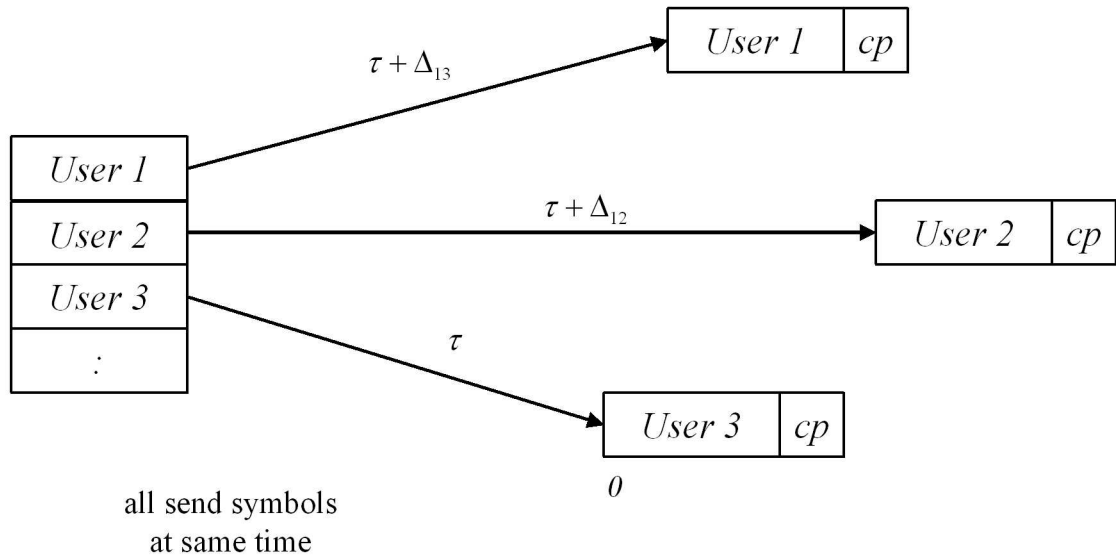 User 1 cp
τ + Δ₁₃
User 1
τ + Δ₁₂
User 2
User 2 cp
User 3
τ
:
User 3 cp
0
all send symbols
at same time